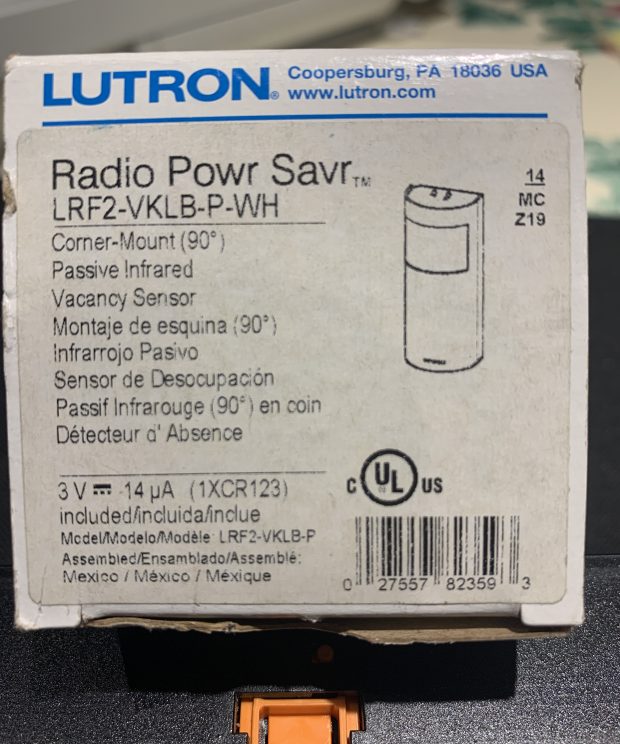 LUTRON® Coopersburg, PA 18036 USA
www.lutron.com
Radio Powr Savr™
LRF2-VKLB-P-WH
14
MC
Z19
Corner-Mount (90°)
Passive Infrared
Vacancy Sensor
Montaje de esquina (90°)
Infrarrojo Pasivo
Sensor de Desocupación
Passif Infrarouge (90°) en coin
Détecteur d' Absence
3 V ⎓ 14 µA (1XCR123)
included/incluida/inclue
Model/Modelo/Modèle: LRF2-VKLB-P
Assembled/Ensamblado/Assemblé:
Mexico / México / Méxique
C UL US
0 27557 82359 3